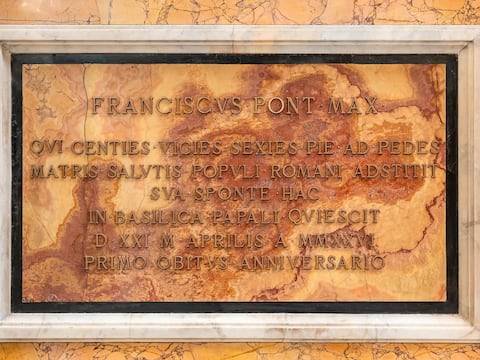 FRANCISCVS PONT MAX
QVI CENTIES VICIES SEXIES PIE AD PEDES
MATRIS SALVTIS POPVLI ROMANI ADSTITIT
SVA SPONTE HAC
IN BASILICA PAPALI QVIESCIT
D XXI M APRILIS A MMXXVI
PRIMO OBITVS ANNIVERSARIO